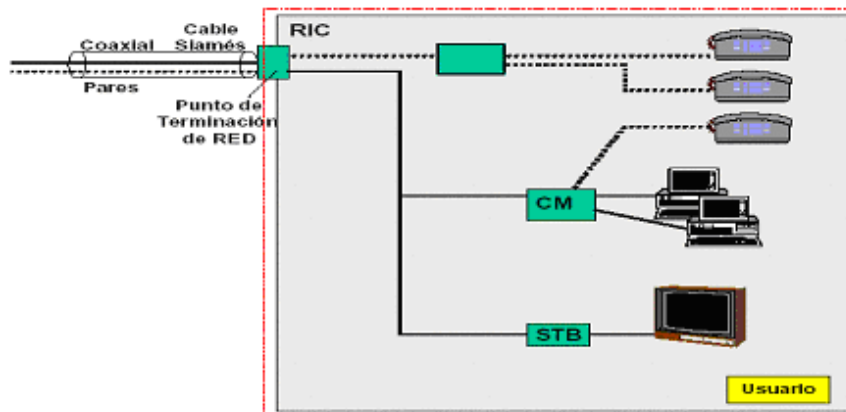 Coaxial
Cable
Siamés
Pares
Punto de
Terminación
de RED
RIC
CM
STB
Usuario